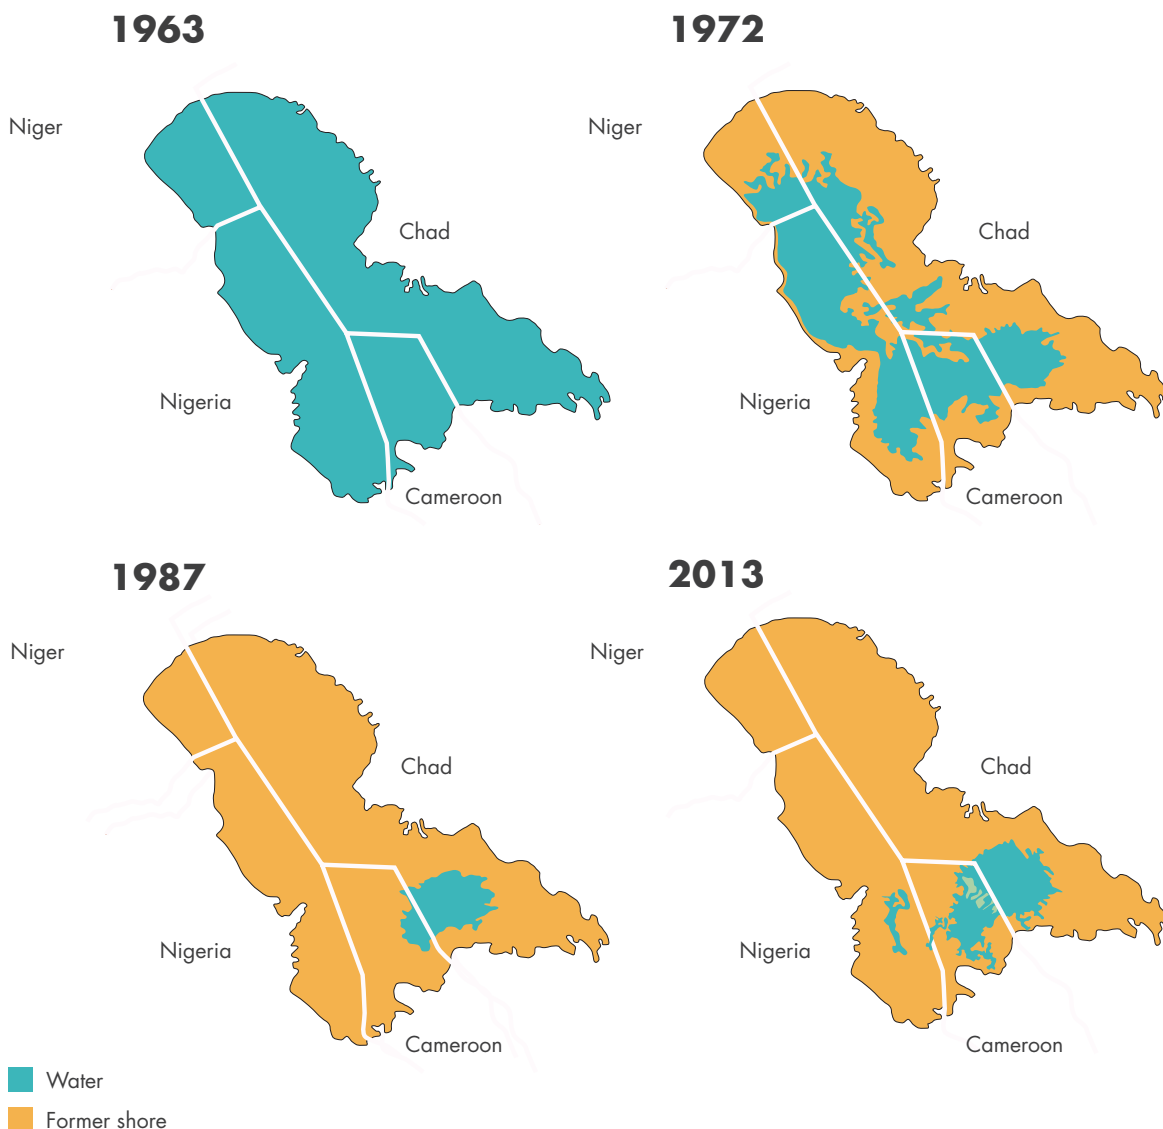 1963
1972
Niger
Niger
Chad
Chad
Nigeria
Nigeria
Cameroon
Cameroon
1987
2013
Niger
Niger
Chad
Chad
Nigeria
Nigeria
Cameroon
Cameroon
Water
Former shore